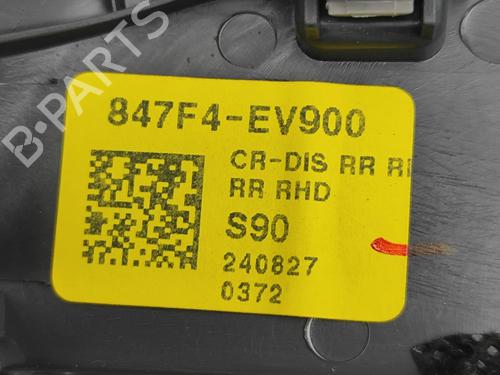 847F4-EV900
CR-DIS RR
RR RHD
S90
240827
0372
B-PARTS